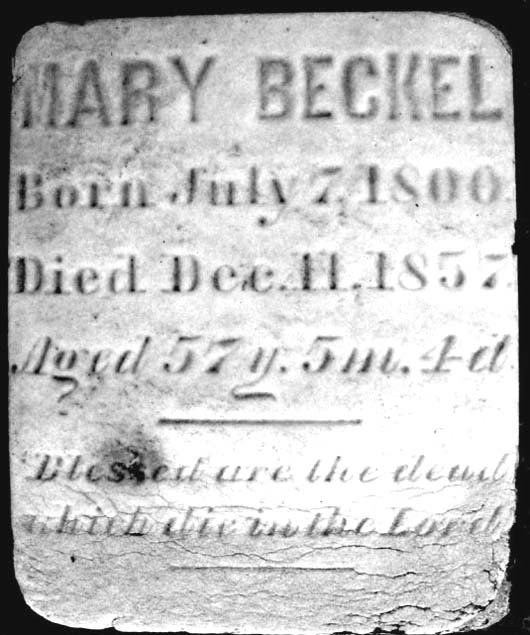 MARY BECKEL
Born July 7, 1800
Died Dec. 11, 1857
Aged 57 y. 5 m. 4 d
Blessed are the dead
which die in the Lord